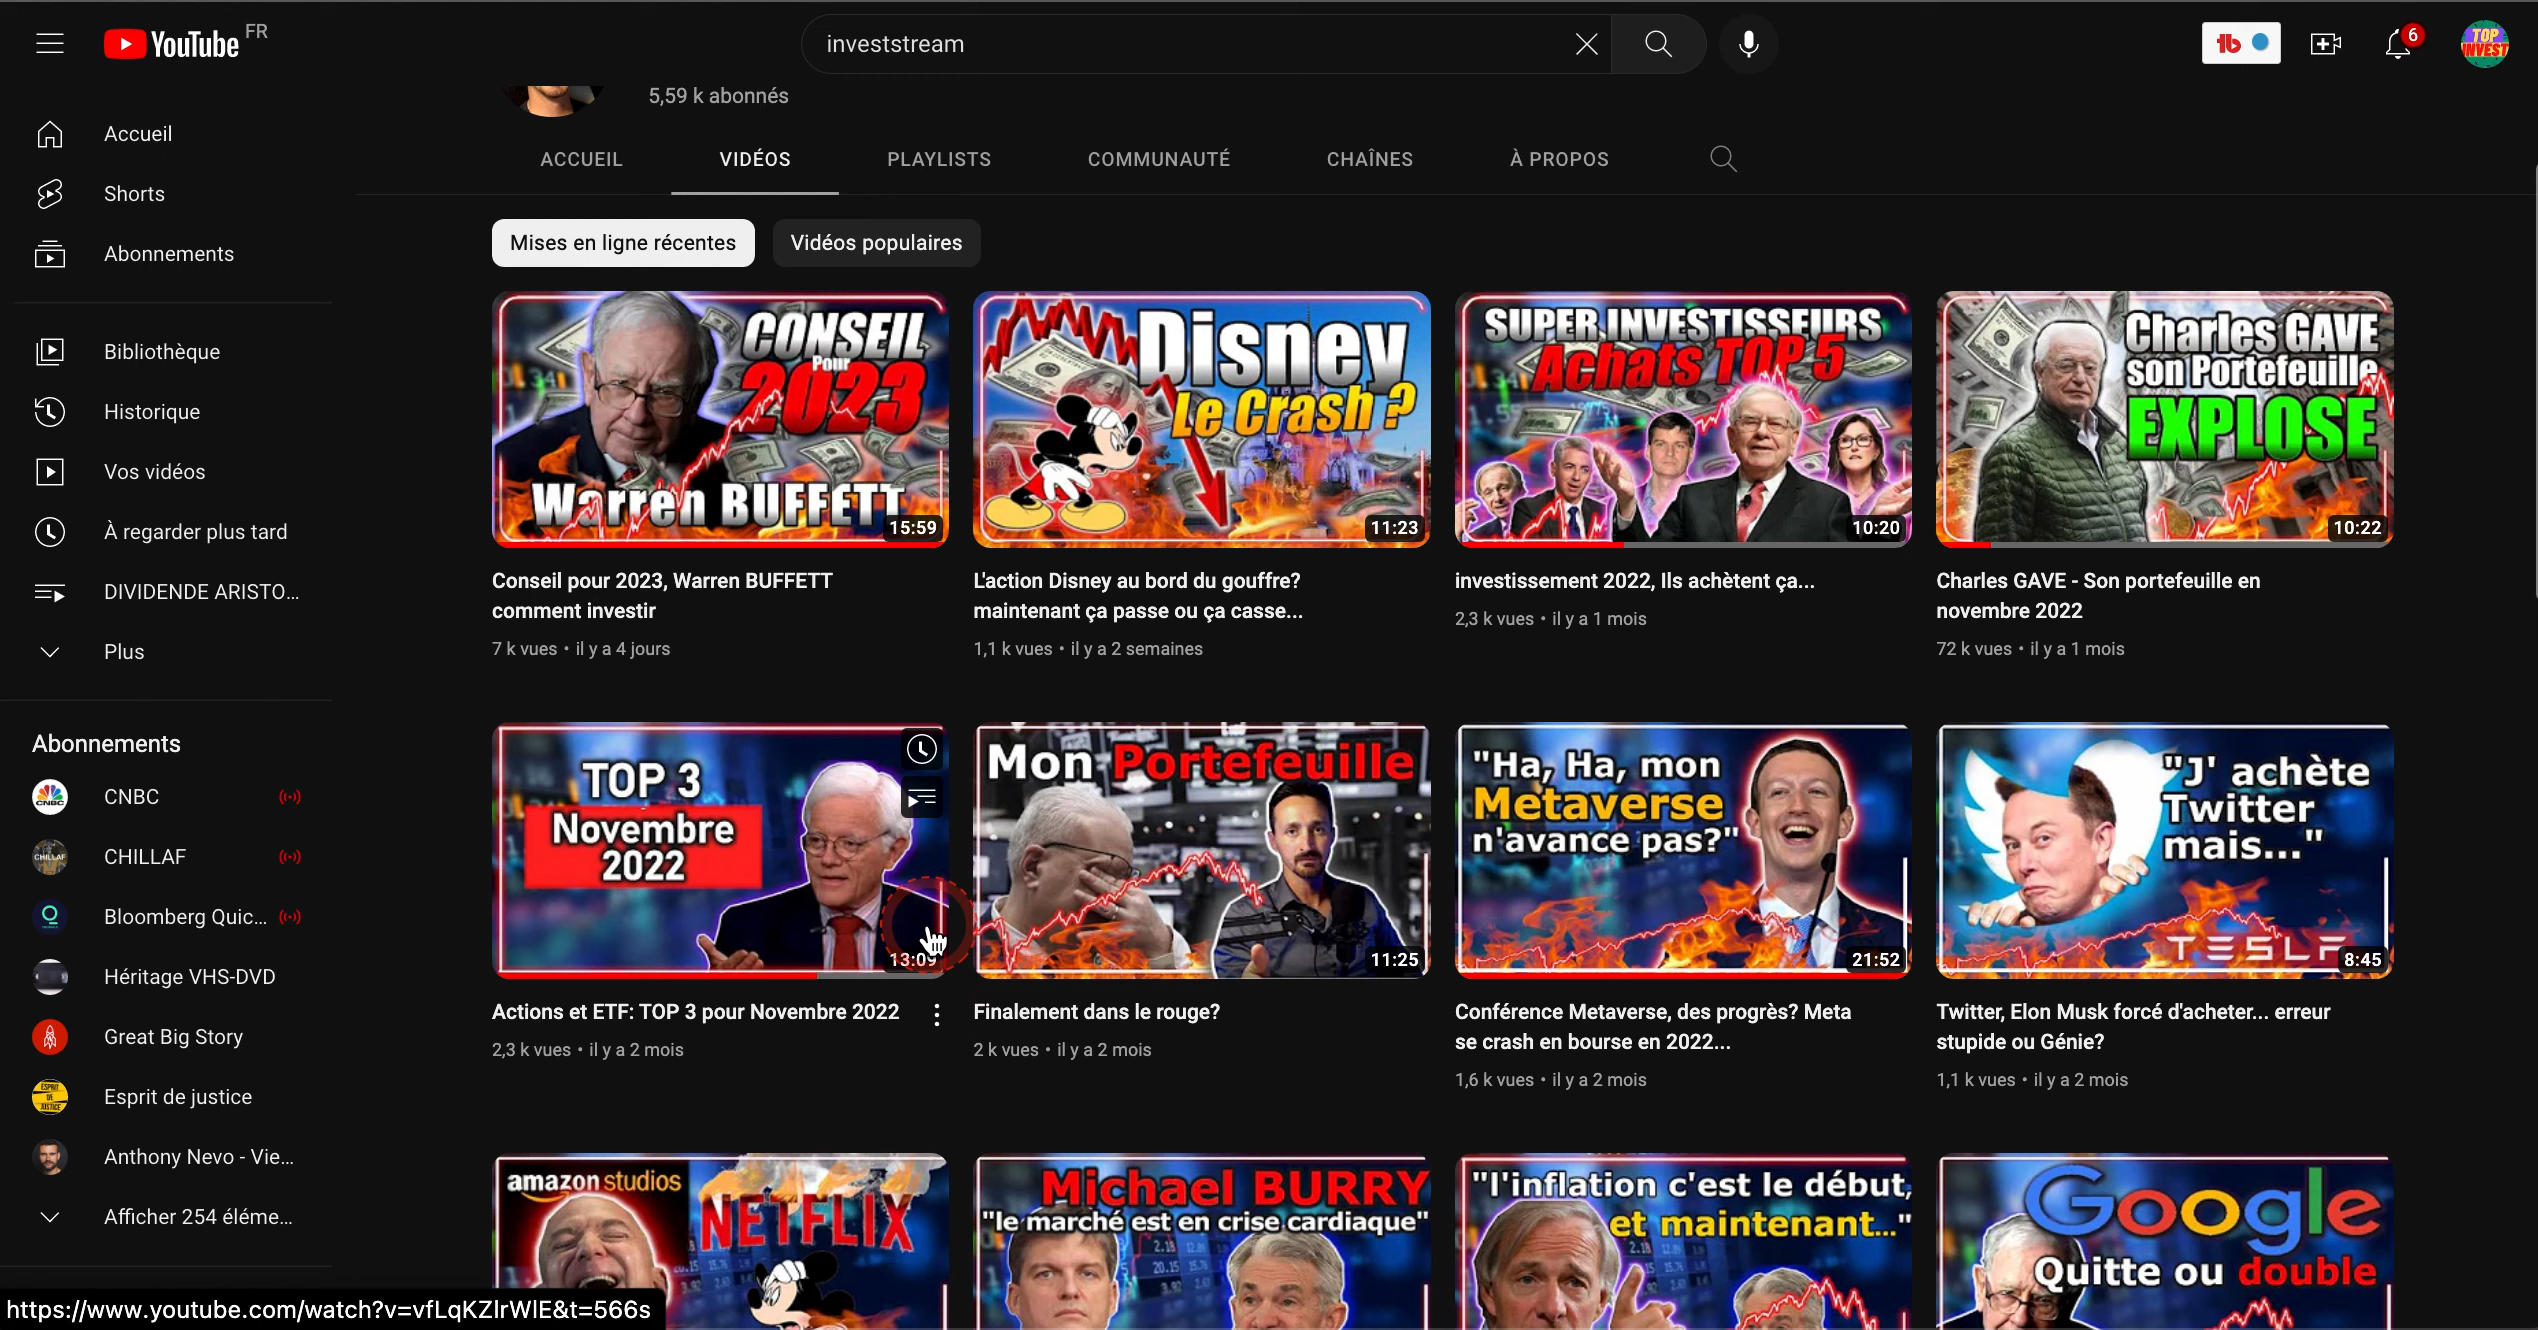 YouTube FR
investstream
6
TOP
INVEST
5,59 k abonnés
ACCUEIL
VIDÉOS
PLAYLISTS
COMMUNAUTÉ
CHAÎNES
À PROPOS
Mises en ligne récentes
Vidéos populaires
Accueil
Shorts
Abonnements
Bibliothèque
Historique
Vos vidéos
À regarder plus tard
DIVIDENDE ARISTO...
Plus
Abonnements
CNBC
CHILLAF
Bloomberg Quic...
Héritage VHS-DVD
Great Big Story
Esprit de justice
Anthony Nevo - Vie...
Afficher 254 éléme...
CONSEIL
Pour
2023
Warren BUFFETT
15:59
Conseil pour 2023, Warren BUFFETT
comment investir
7 k vues • il y a 4 jours
Disney
Le Crash ?
11:23
L'action Disney au bord du gouffre?
maintenant ça passe ou ça casse...
1,1 k vues • il y a 2 semaines
SUPER INVESTISSEURS
Achats TOP 5
10:20
investissement 2022, Ils achètent ça...
2,3 k vues • il y a 1 mois
Charles GAVE
son Portefeuille
EXPLOSE
10:22
Charles GAVE - Son portefeuille en
novembre 2022
72 k vues • il y a 1 mois
TOP 3
Novembre
2022
13:09
Actions et ETF: TOP 3 pour Novembre 2022
2,3 k vues • il y a 2 mois
Mon Portefeuille
11:25
Finalement dans le rouge?
2 k vues • il y a 2 mois
"Ha, Ha, mon
Metaverse
n'avance pas?"
21:52
Conférence Metaverse, des progrès? Meta
se crash en bourse en 2022...
1,6 k vues • il y a 2 mois
"J' achète
Twitter
mais..."
TESLA
8:45
Twitter, Elon Musk forcé d'acheter... erreur
stupide ou Génie?
1,1 k vues • il y a 2 mois
amazon studios
NETFLIX
Michael BURRY
"le marché est en crise cardiaque"
"l'inflation c'est le début,
et maintenant..."
Google
Quitte ou double
https://www.youtube.com/watch?v=vfLqKZlrWlE&t=566s